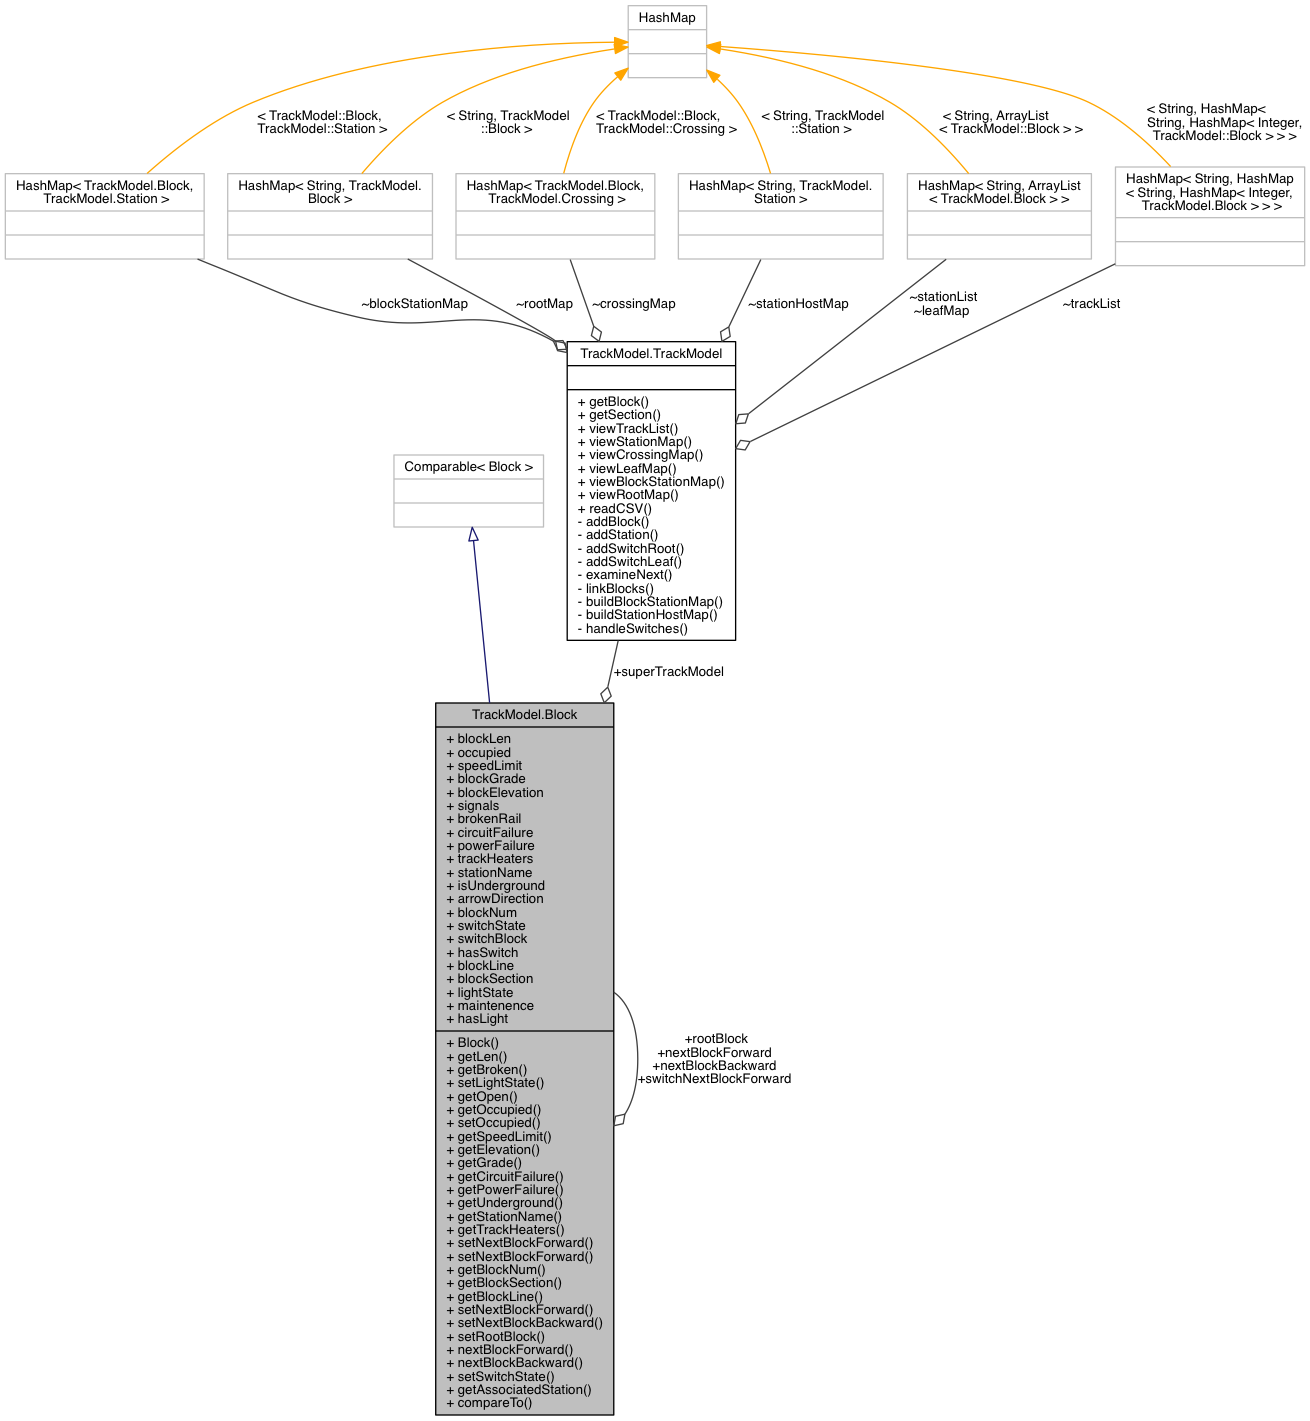 HashMap
< TrackModel::Block,
TrackModel::Station >
< String, TrackModel
::Block >
< TrackModel::Block,
TrackModel::Crossing >
< String, TrackModel
::Station >
< String, ArrayList
< TrackModel::Block > >
< String, HashMap<
String, HashMap< Integer,
TrackModel::Block > > >
HashMap< TrackModel.Block,
TrackModel.Station >
HashMap< String, TrackModel.
Block >
HashMap< TrackModel.Block,
TrackModel.Crossing >
HashMap< String, TrackModel.
Station >
HashMap< String, ArrayList
< TrackModel.Block > >
HashMap< String, HashMap
< String, HashMap< Integer,
TrackModel.Block > > >
~blockStationMap
~rootMap
~crossingMap
~stationHostMap
~stationList
~leafMap
~trackList
TrackModel.TrackModel
+ getBlock()
+ getSection()
+ viewTrackList()
+ viewStationMap()
+ viewCrossingMap()
+ viewLeafMap()
+ viewBlockStationMap()
+ viewRootMap()
+ readCSV()
- addBlock()
- addStation()
- addSwitchRoot()
- addSwitchLeaf()
- examineNext()
- linkBlocks()
- buildBlockStationMap()
- buildStationHostMap()
- handleSwitches()
Comparable< Block >
+superTrackModel
TrackModel.Block
+ blockLen
+ occupied
+ speedLimit
+ blockGrade
+ blockElevation
+ signals
+ brokenRail
+ circuitFailure
+ powerFailure
+ trackHeaters
+ stationName
+ isUnderground
+ arrowDirection
+ blockNum
+ switchState
+ switchBlock
+ hasSwitch
+ blockLine
+ blockSection
+ lightState
+ maintenence
+ hasLight
+ Block()
+ getLen()
+ getBroken()
+ setLightState()
+ getOpen()
+ getOccupied()
+ setOccupied()
+ getSpeedLimit()
+ getElevation()
+ getGrade()
+ getCircuitFailure()
+ getPowerFailure()
+ getUnderground()
+ getStationName()
+ getTrackHeaters()
+ setNextBlockForward()
+ setNextBlockForward()
+ getBlockNum()
+ getBlockSection()
+ getBlockLine()
+ setNextBlockForward()
+ setNextBlockBackward()
+ setRootBlock()
+ nextBlockForward()
+ nextBlockBackward()
+ setSwitchState()
+ getAssociatedStation()
+ compareTo()
+rootBlock
+nextBlockForward
+nextBlockBackward
+switchNextBlockForward